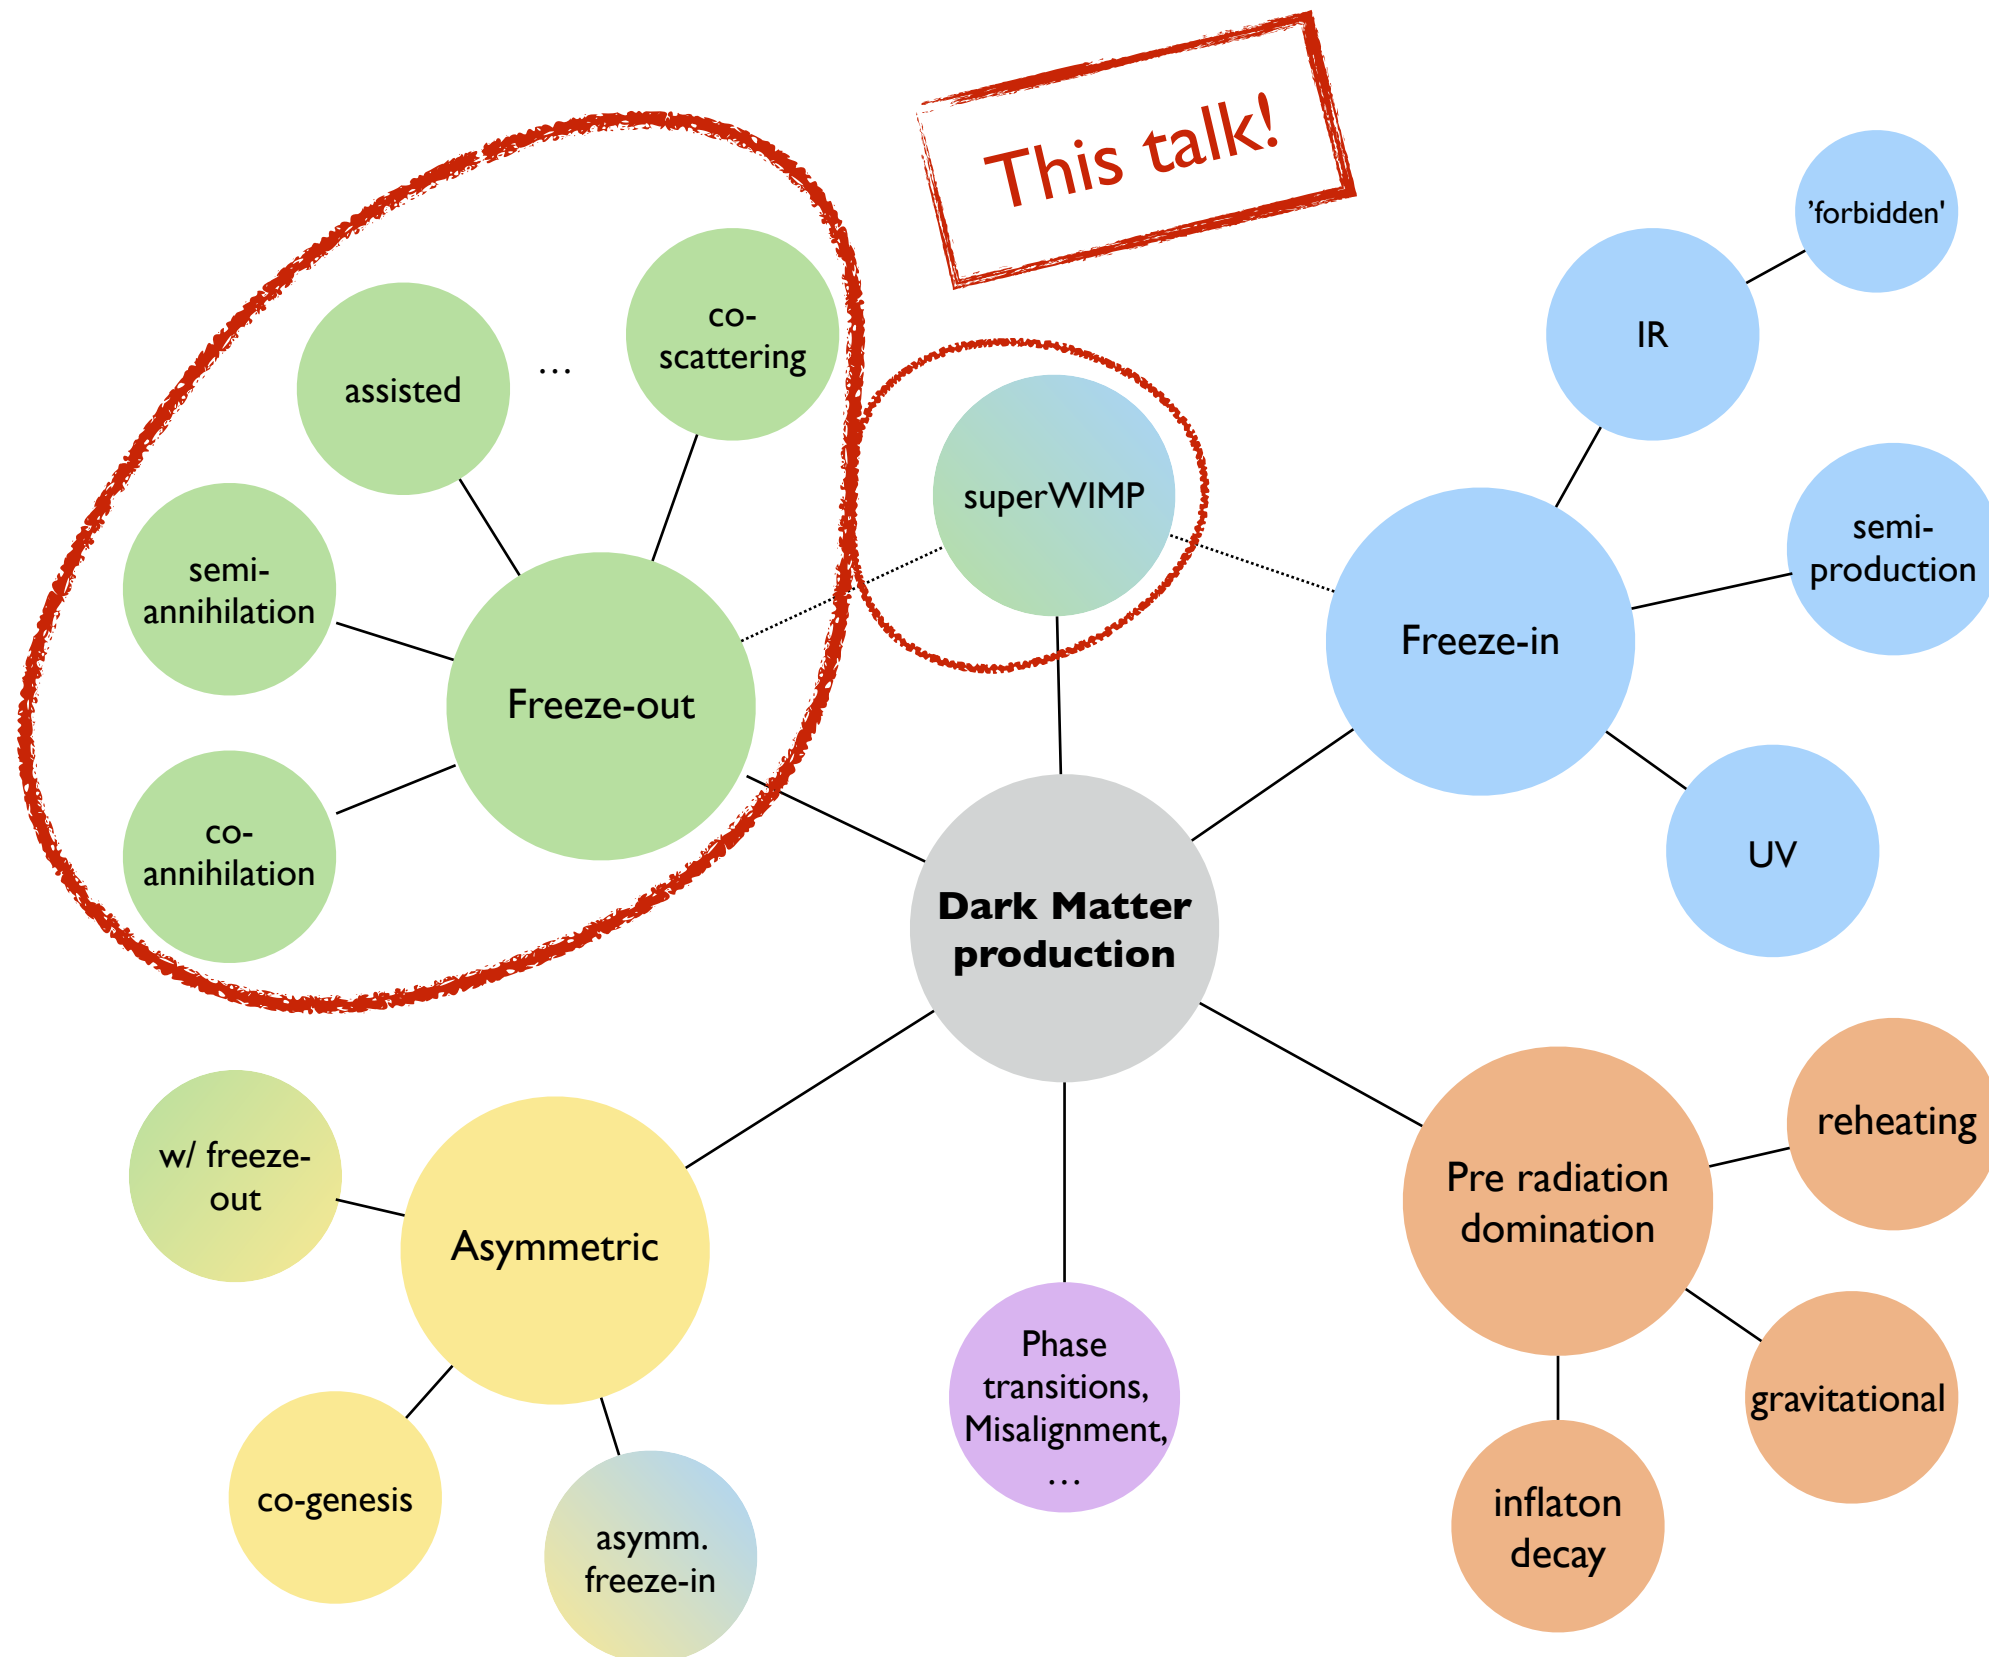 This talk!
'forbidden'
IR
co-
scattering
assisted
...
superWIMP
semi-
production
semi-
annihilation
Freeze-in
Freeze-out
UV
co-
annihilation
Dark Matter
production
reheating
w/ freeze-
out
Pre radiation
domination
Asymmetric
Phase
transitions,
Misalignment,
...
gravitational
co-genesis
inflaton
decay
asymm.
freeze-in